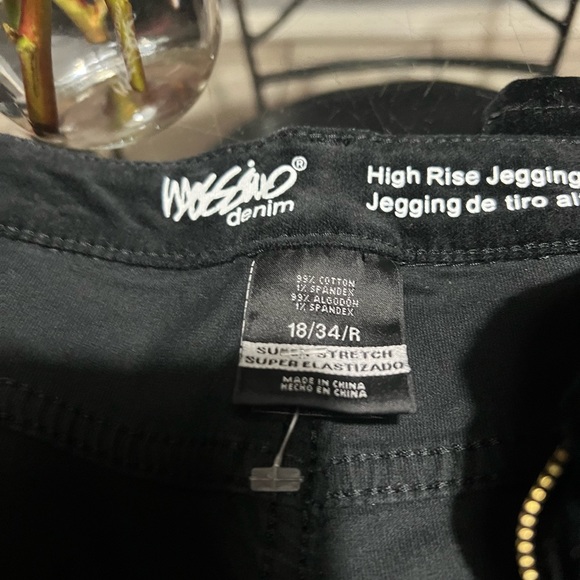 MOSSIMO®
denim
High Rise Jegging
Jegging de tiro al
99% COTTON
1% SPANDEX
99% ALGODÓN
1% SPANDEX
18/34/R
SUPER STRETCH
SUPER ELASTIZADO
MADE IN CHINA
HECHO EN CHINA